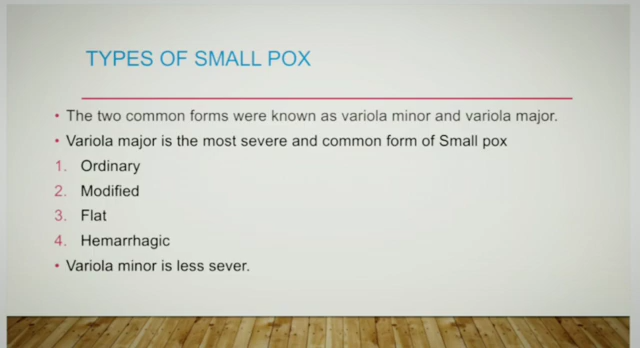 TYPES OF SMALL POX
• The two common forms were known as variola minor and variola major.
• Variola major is the most severe and common form of Small pox
1. Ordinary
2. Modified
3. Flat
4. Hemarrhagic
• Variola minor is less sever.